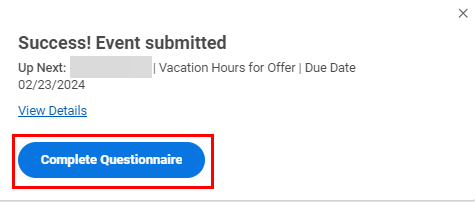 Success! Event submitted
Up Next: | Vacation Hours for Offer | Due Date
02/23/2024
View Details
Complete Questionnaire